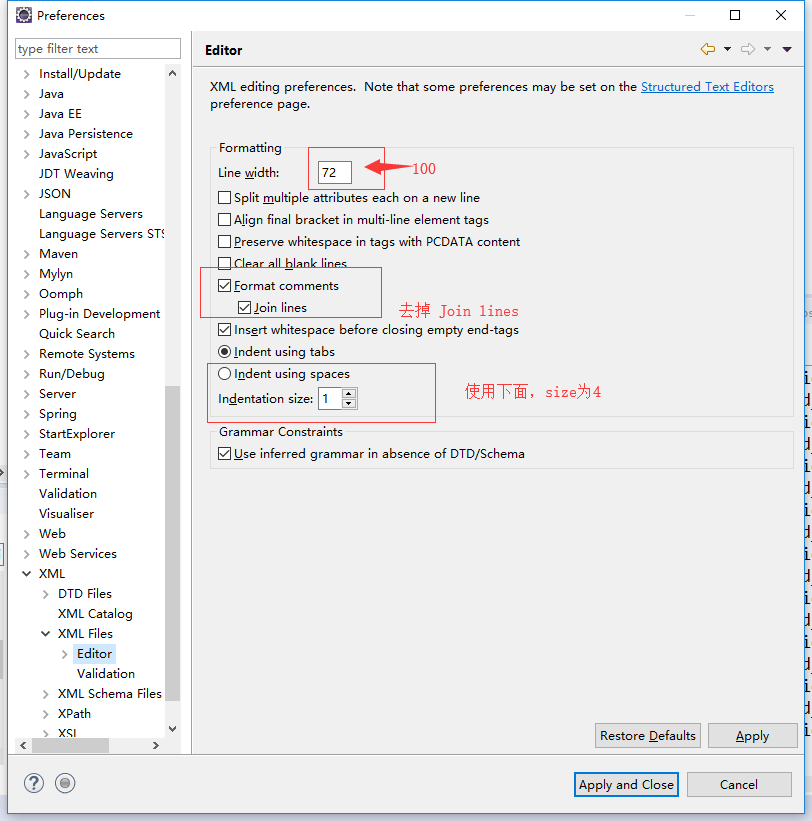 Preferences
type filter text
Editor
Install/Update
Java
Java EE
Java Persistence
JavaScript
JDT Weaving
JSON
Language Servers
Language Servers STS
Maven
Mylyn
Oomph
Plug-in Development
Quick Search
Remote Systems
Run/Debug
Server
Spring
StartExplorer
Team
Terminal
Validation
Visualiser
Web
Web Services
XML
DTD Files
XML Catalog
XML Files
Editor
Validation
XML Schema Files
XPath
XSL
XML editing preferences. Note that some preferences may be set on the Structured Text Editors
preference page.
Formatting
Line width: 72 100
Split multiple attributes each on a new line
Align final bracket in multi-line element tags
Preserve whitespace in tags with PCDATA content
Clear all blank lines
Format comments
Join lines
去掉 Join lines
Insert whitespace before closing empty end-tags
Indent using tabs
Indent using spaces
使用下面，size为4
Indentation size: 1
Grammar Constraints
Use inferred grammar in absence of DTD/Schema
Restore Defaults Apply
Apply and Close Cancel